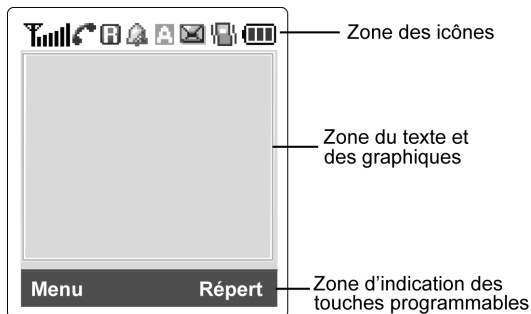 R A
Zone des icônes
Zone du texte et
des graphiques
Menu Répert
Zone d’indication des
touches programmables